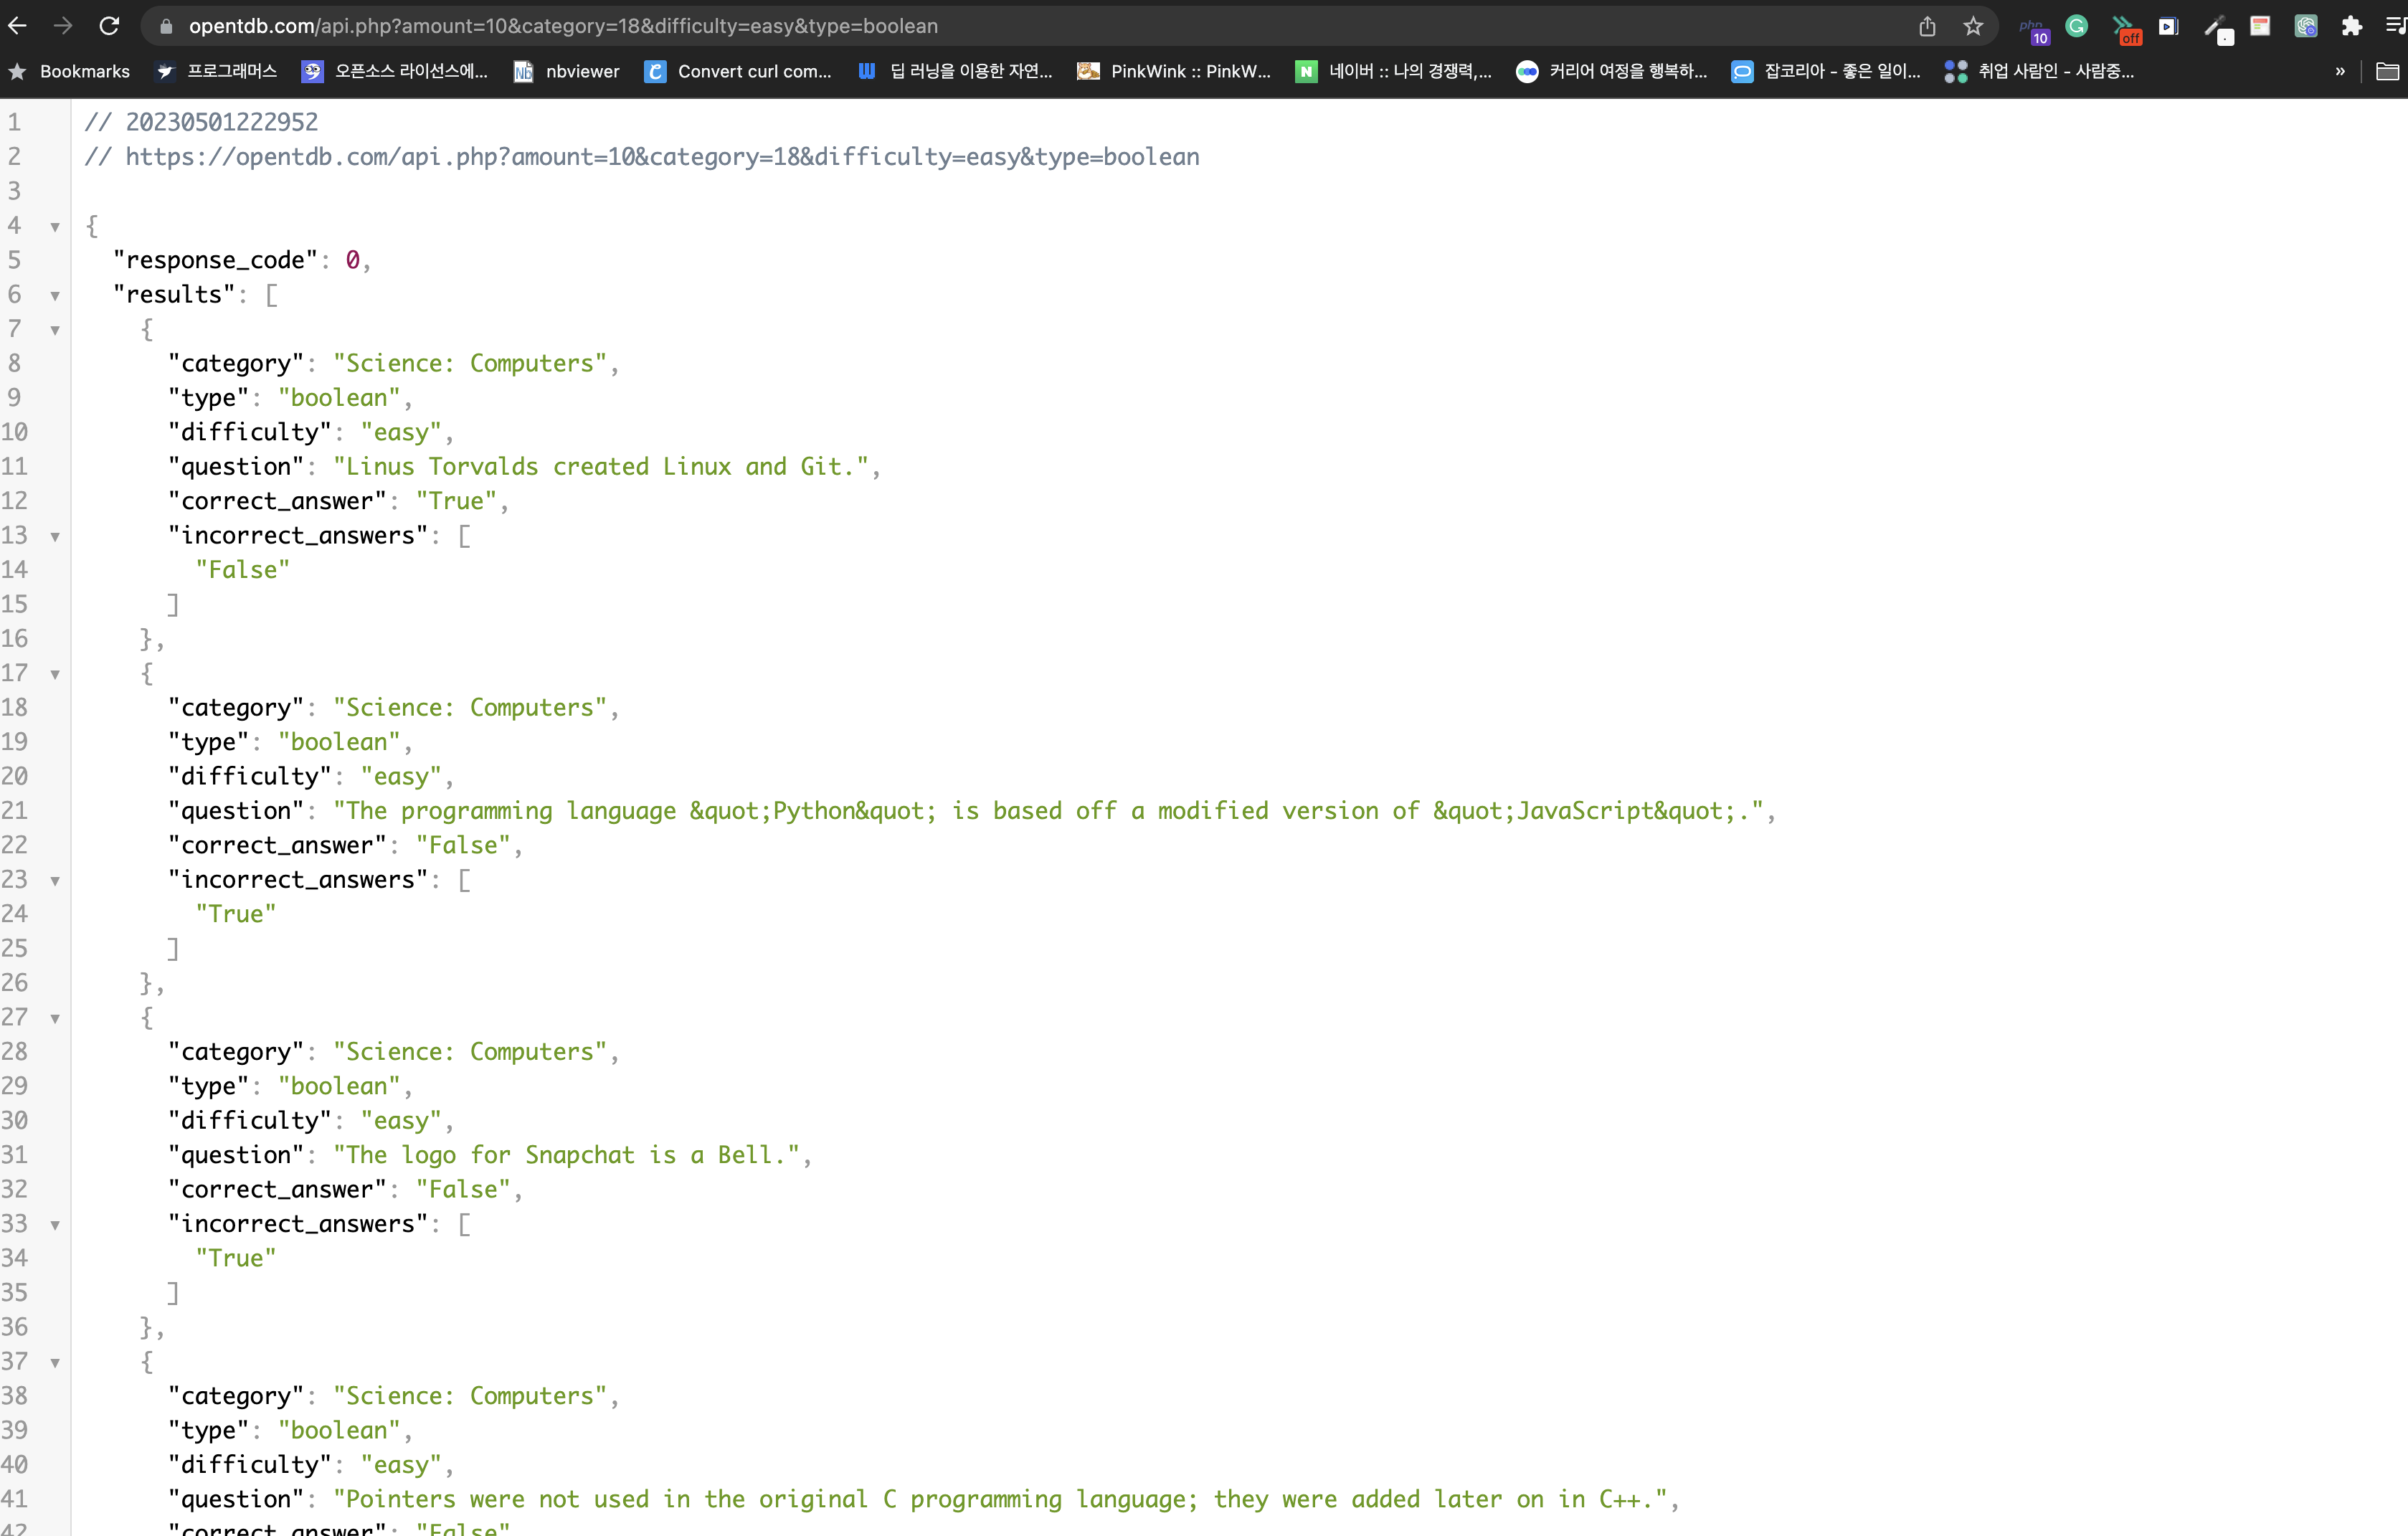 opentdb.com/api.php?amount=10&category=18&difficulty=easy&type=boolean
php 10 off
Bookmarks 프로그래머스 오픈소스 라이선스에... nbviewer Convert curl com... 딥 러닝을 이용한 자연... PinkWink :: PinkW... 네이버 :: 나의 경쟁력,... 커리어 여정을 행복하... 잡코리아 - 좋은 일이... 취업 사람인 - 사람중... »
1 // 20230501222952
2 // https://opentdb.com/api.php?amount=10&category=18&difficulty=easy&type=boolean
3
4 {
5 "response_code": 0,
6 "results": [
7 {
8 "category": "Science: Computers",
9 "type": "boolean",
10 "difficulty": "easy",
11 "question": "Linus Torvalds created Linux and Git.",
12 "correct_answer": "True",
13 "incorrect_answers": [
14 "False"
15 ]
16 },
17 {
18 "category": "Science: Computers",
19 "type": "boolean",
20 "difficulty": "easy",
21 "question": "The programming language &quot;Python&quot; is based off a modified version of &quot;JavaScript&quot;.",
22 "correct_answer": "False",
23 "incorrect_answers": [
24 "True"
25 ]
26 },
27 {
28 "category": "Science: Computers",
29 "type": "boolean",
30 "difficulty": "easy",
31 "question": "The logo for Snapchat is a Bell.",
32 "correct_answer": "False",
33 "incorrect_answers": [
34 "True"
35 ]
36 },
37 {
38 "category": "Science: Computers",
39 "type": "boolean",
40 "difficulty": "easy",
41 "question": "Pointers were not used in the original C programming language; they were added later on in C++.",
42 "correct_answer": "False"